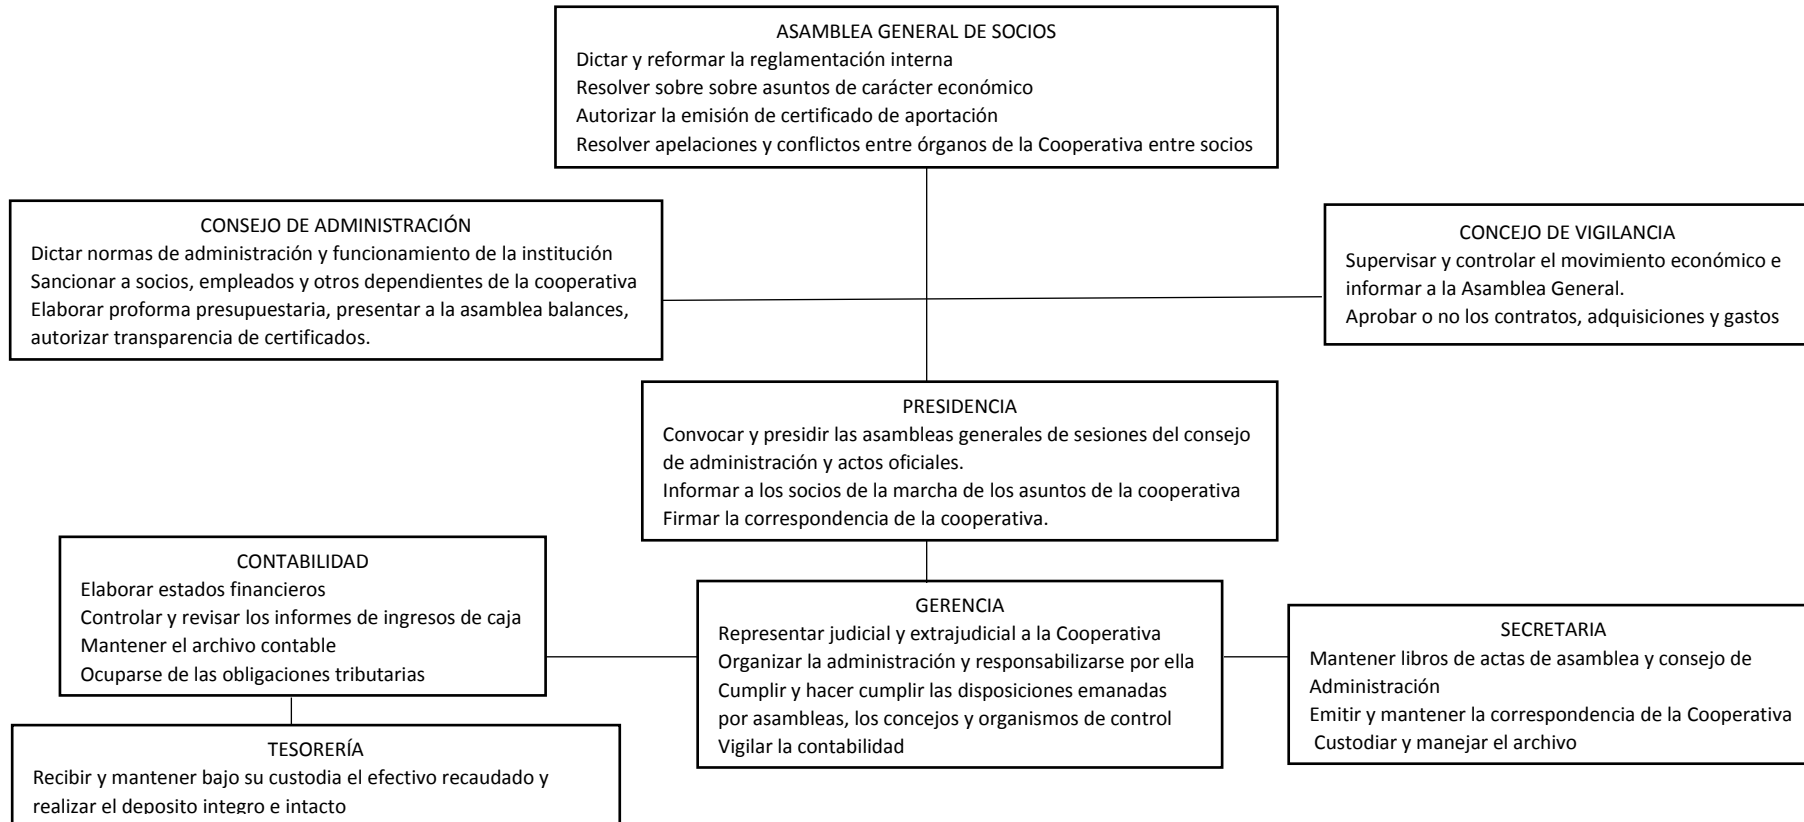 ASAMBLEA GENERAL DE SOCIOS
Dictar y reformar la reglamentación interna
Resolver sobre sobre asuntos de carácter económico
Autorizar la emisión de certificado de aportación
Resolver apelaciones y conflictos entre órganos de la Cooperativa entre socios
CONSEJO DE ADMINISTRACIÓN
Dictar normas de administración y funcionamiento de la institución
Sancionar a socios, empleados y otros dependientes de la cooperativa
Elaborar proforma presupuestaria, presentar a la asamblea balances,
autorizar transparencia de certificados.
CONCEJO DE VIGILANCIA
Supervisar y controlar el movimiento económico e
informar a la Asamblea General.
Aprobar o no los contratos, adquisiciones y gastos
PRESIDENCIA
Convocar y presidir las asambleas generales de sesiones del consejo
de administración y actos oficiales.
Informar a los socios de la marcha de los asuntos de la cooperativa
Firmar la correspondencia de la cooperativa.
CONTABILIDAD
Elaborar estados financieros
Controlar y revisar los informes de ingresos de caja
Mantener el archivo contable
Ocuparse de las obligaciones tributarias
GERENCIA
Representar judicial y extrajudicial a la Cooperativa
Organizar la administración y responsabilizarse por ella
Cumplir y hacer cumplir las disposiciones emanadas
por asambleas, los concejos y organismos de control
Vigilar la contabilidad
SECRETARIA
Mantener libros de actas de asamblea y consejo de
Administración
Emitir y mantener la correspondencia de la Cooperativa
Custodiar y manejar el archivo
TESORERÍA
Recibir y mantener bajo su custodia el efectivo recaudado y
realizar el deposito integro e intacto